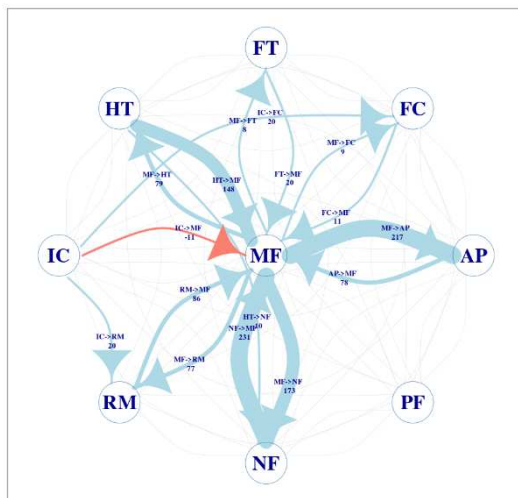 FT
HT
FC
IC->FC
20
MF->FT
8
MF->FC
9
MF->HT
79
HT->MF
148
FT->MF
20
FC->MF
11
IC->MF
-11
MF->AP
217
IC
MF
AP
AP->MF
78
RM->MF
86
HT->NF
10
NF->MF
231
IC->RM
20
MF->RM
77
MF->NF
173
RM
PF
NF